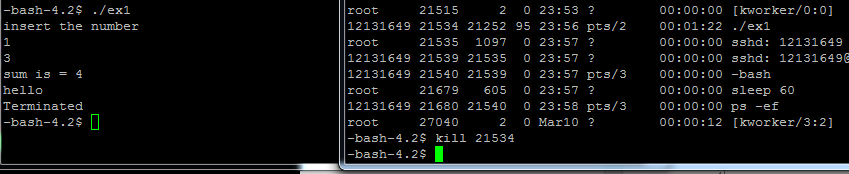 -bash-4.2$ ./ex1
insert the number
1
3
sum is = 4
hello
Terminated
-bash-4.2$
root     21515     2  0 23:53 ?        00:00:00 [kworker/0:0]
12131649 21534 21252 95 23:56 pts/2    00:01:22 ./ex1
root     21535  1097  0 23:57 ?        00:00:00 sshd: 12131649
12131649 21539 21535  0 23:57 ?        00:00:00 sshd: 12131649@
12131649 21540 21539  0 23:57 pts/3    00:00:00 -bash
root     21679   605  0 23:57 ?        00:00:00 sleep 60
12131649 21680 21540  0 23:58 pts/3    00:00:00 ps -ef
root     27040     2  0 Mar10 ?        00:00:12 [kworker/3:2]
-bash-4.2$ kill 21534
-bash-4.2$